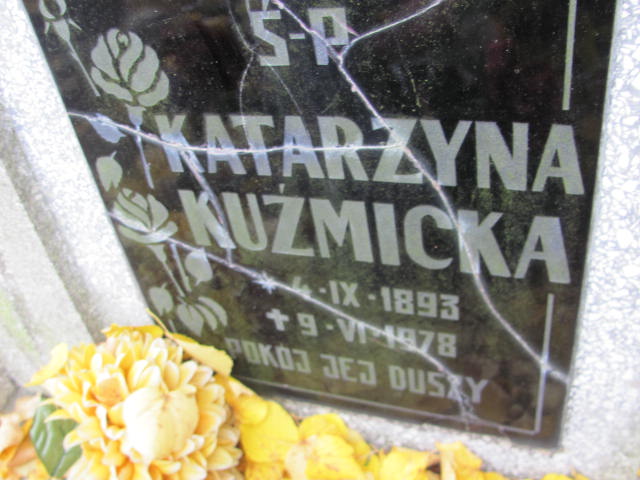 Ś-P
KATARZYNA
KUŹMICKA
* 4-IX-1893
✝ 9-VI-1978
POKÓJ JEJ DUSZY